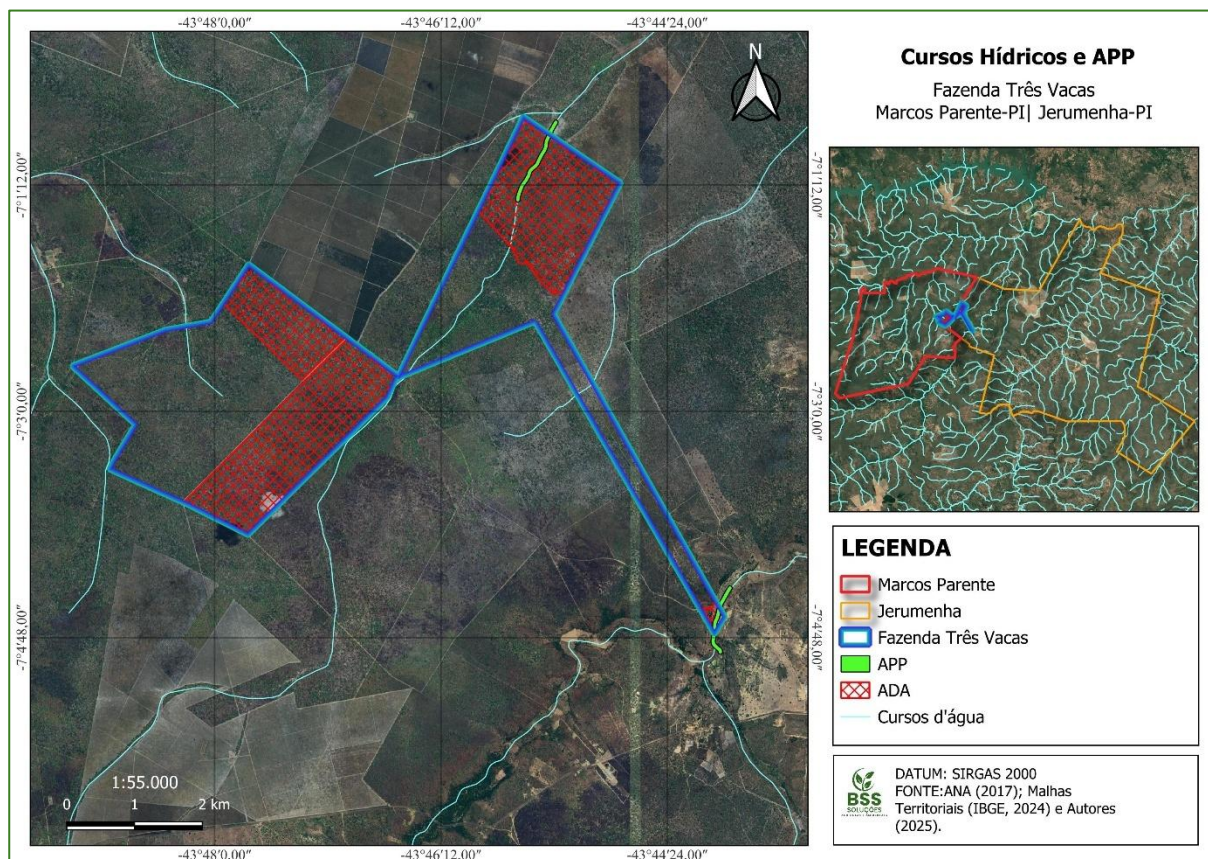 -43°48′0,00″
-43°46′12,00″
-43°44′24,00″
N
-7°1′12,00″
-7°1′12,00″
-7°3′0,00″
-7°3′0,00″
-7°4′48,00″
-7°4′48,00″
1:55.000
0 1 2 km
-43°48′0,00″
-43°46′12,00″
-43°44′24,00″
Cursos Hídricos e APP
Fazenda Três Vacas
Marcos Parente-PI| Jerumenha-PI
LEGENDA
Marcos Parente
Jerumenha
Fazenda Três Vacas
APP
ADA
Cursos d'água
BSS
SOLUÇÕES
DATUM: SIRGAS 2000
FONTE:ANA (2017); Malhas
Territoriais (IBGE, 2024) e Autores
(2025).